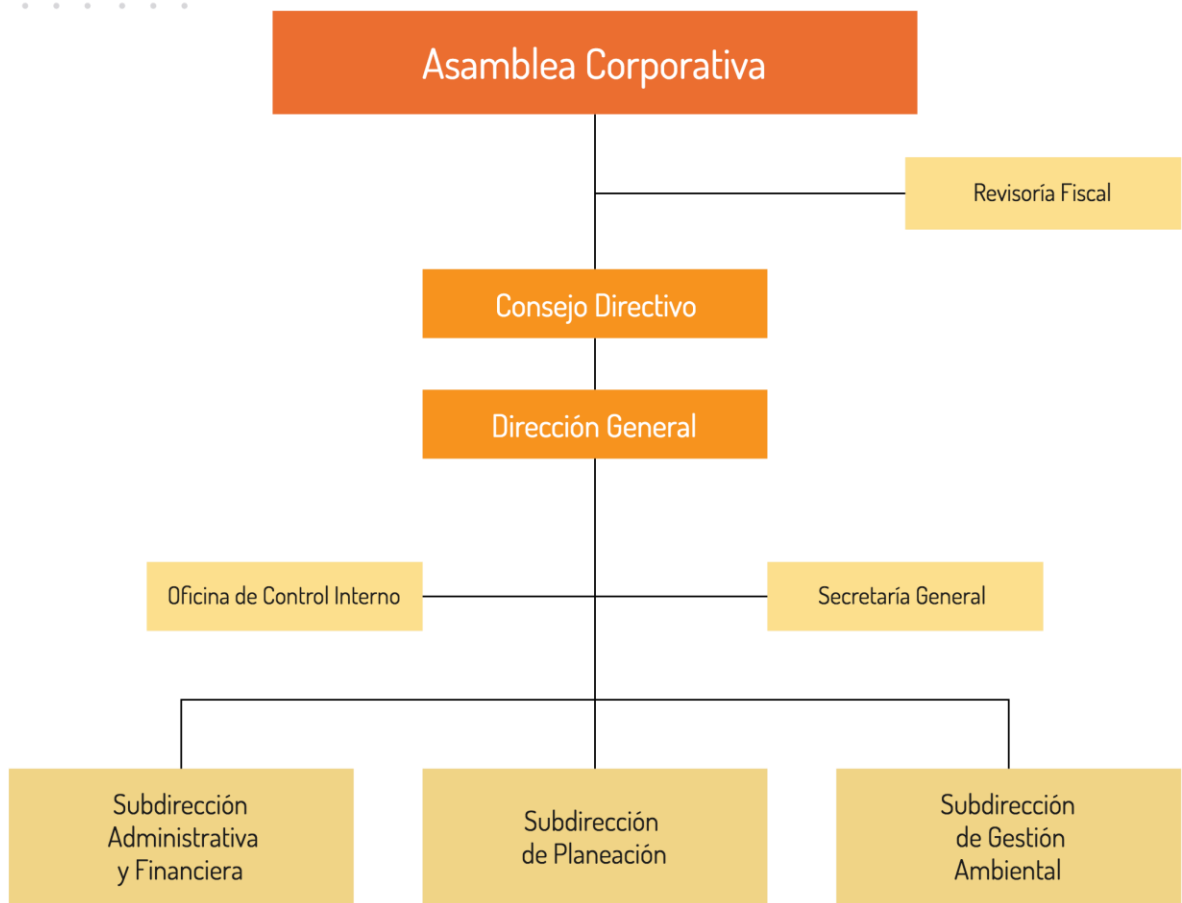 Asamblea Corporativa
Revisoría Fiscal
Consejo Directivo
Dirección General
Oficina de Control Interno
Secretaría General
Subdirección
Administrativa
y Financiera
Subdirección
de Planeación
Subdirección
de Gestión
Ambiental